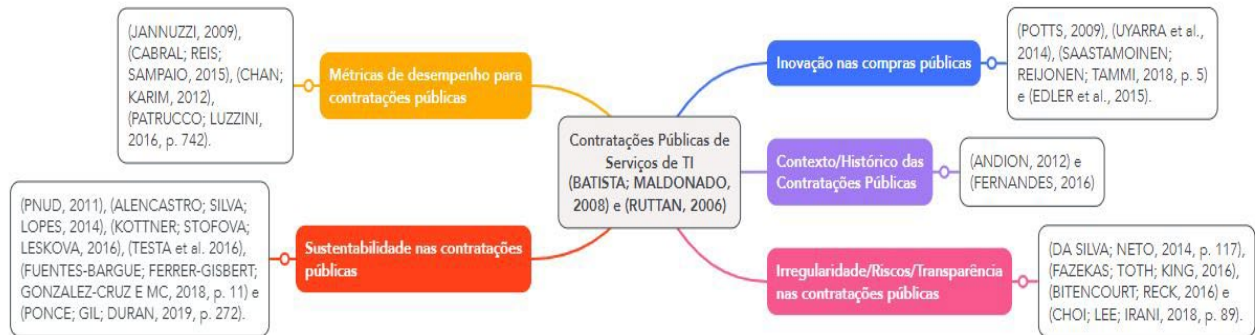 (JANNUZZI, 2009),
(CABRAL; REIS;
SAMPAIO, 2015), (CHAN;
KARIM, 2012),
(PATRUCCO; LUZZINI,
2016, p. 742).
Métricas de desempenho para
contratações públicas
(PNUD, 2011), (ALENCASTRO; SILVA;
LOPES, 2014), (KOTTNER; STOFOVA;
LESKOVA, 2016), (TESTA et al. 2016),
(FUENTES-BARGUE; FERRER-GISBERT;
GONZALEZ-CRUZ E MC, 2018, p. 11) e
(PONCE; GIL; DURAN, 2019, p. 272).
Sustentabilidade nas contratações
públicas
Contratações Públicas de
Serviços de TI
(BATISTA; MALDONADO,
2008) e (RUTTAN, 2006)
Inovação nas compras públicas
(POTTS, 2009), (UYARRA et al.,
2014), (SAASTAMOINEN;
REIJONEN; TAMMI, 2018, p. 5)
e (EDLER et al., 2015).
Contexto/Histórico das
Contratações Públicas
(ANDION, 2012) e
(FERNANDES, 2016)
Irregularidade/Riscos/Transparência
nas contratações públicas
(DA SILVA; NETO, 2014, p. 117),
(FAZEKAS; TOTH; KING, 2016),
(BITENCOURT; RECK, 2016) e
(CHOI; LEE; IRANI, 2018, p. 89).